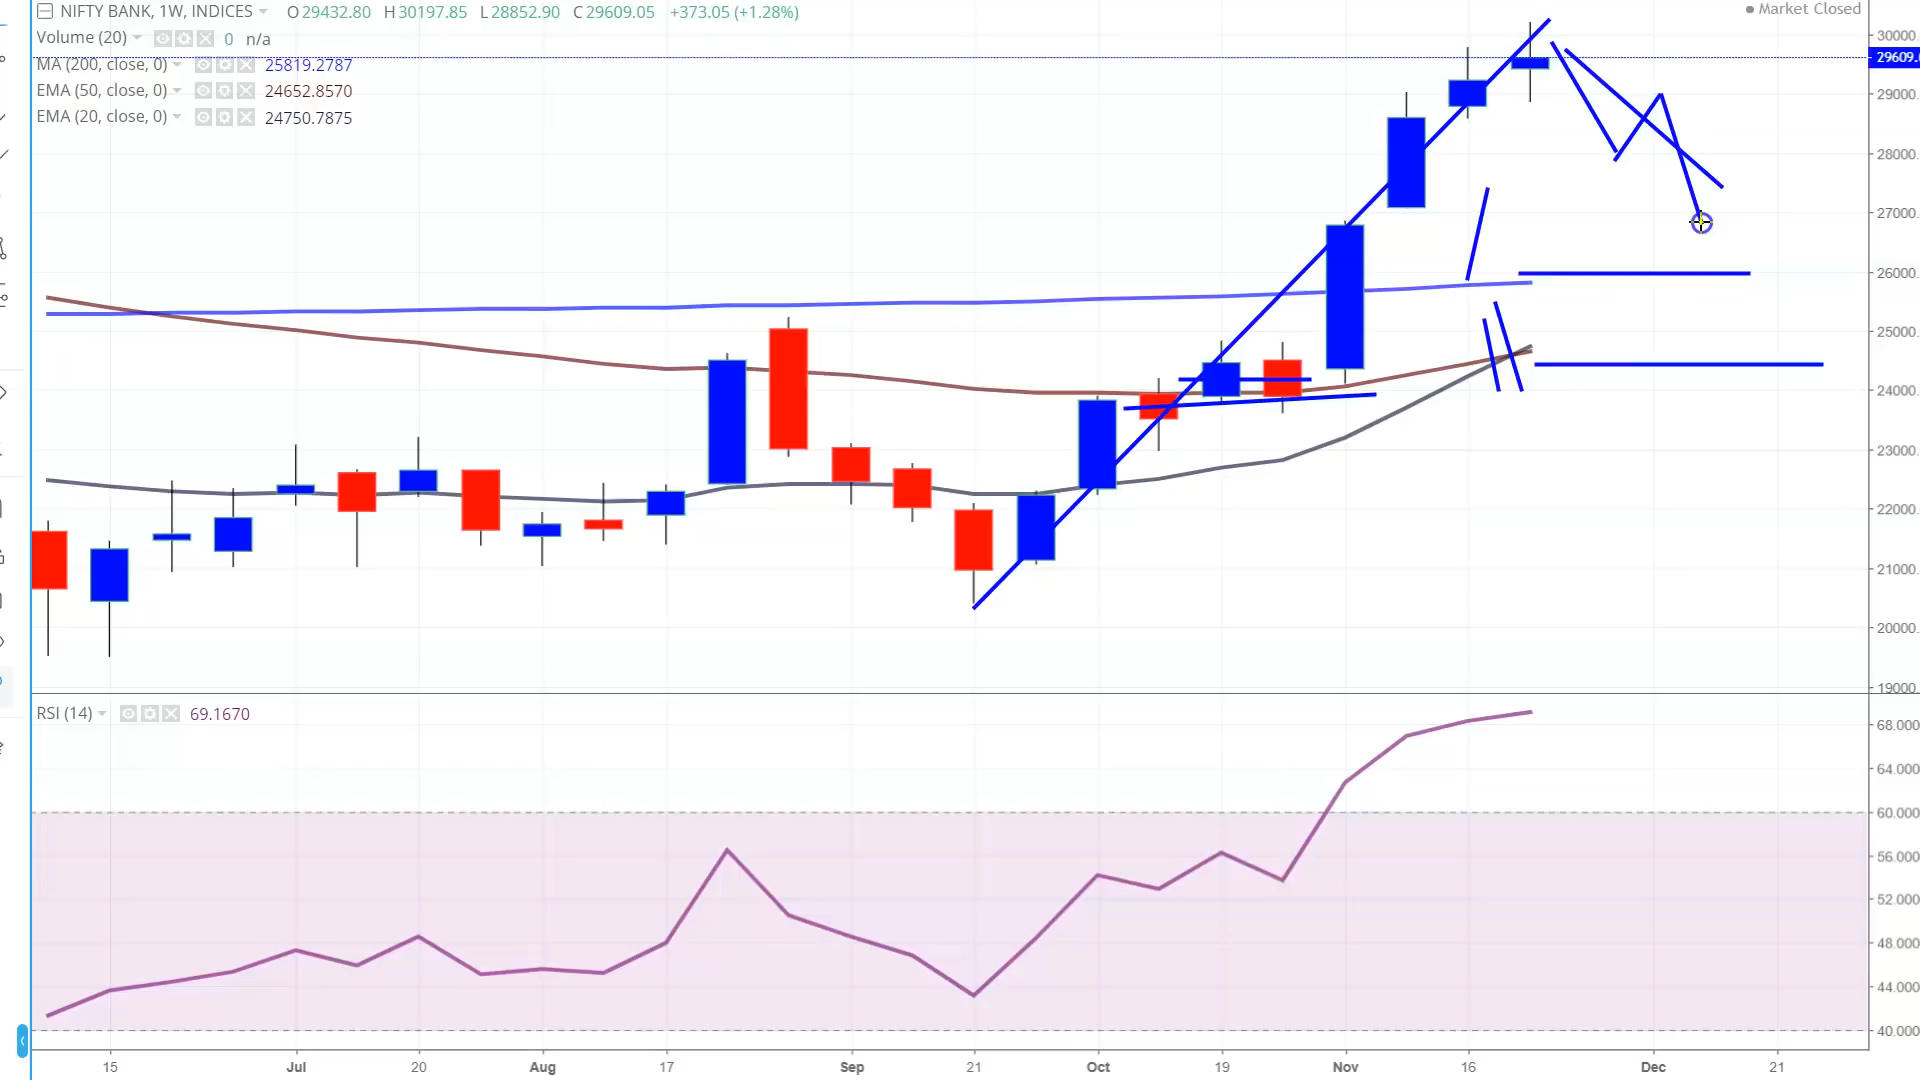 NIFTY BANK, 1W, INDICES O 29432.80 H 30197.85 L 28852.90 C 29609.05 +373.05 (+1.28%)
Market Closed
Volume (20) 0 n/a
MA (200, close, 0) 25819.2787
EMA (50, close, 0) 24652.8570
EMA (20, close, 0) 24750.7875
30000.
29609.
29000.
28000.
27000.
26000.
25000.
24000.
23000.
22000.
21000.
20000.
19000.
RSI (14) 69.1670
68.000
64.000
60.000
56.000
52.000
48.000
44.000
40.000
15 Jul 20 Aug 17 Sep 21 Oct 19 Nov 16 Dec 21